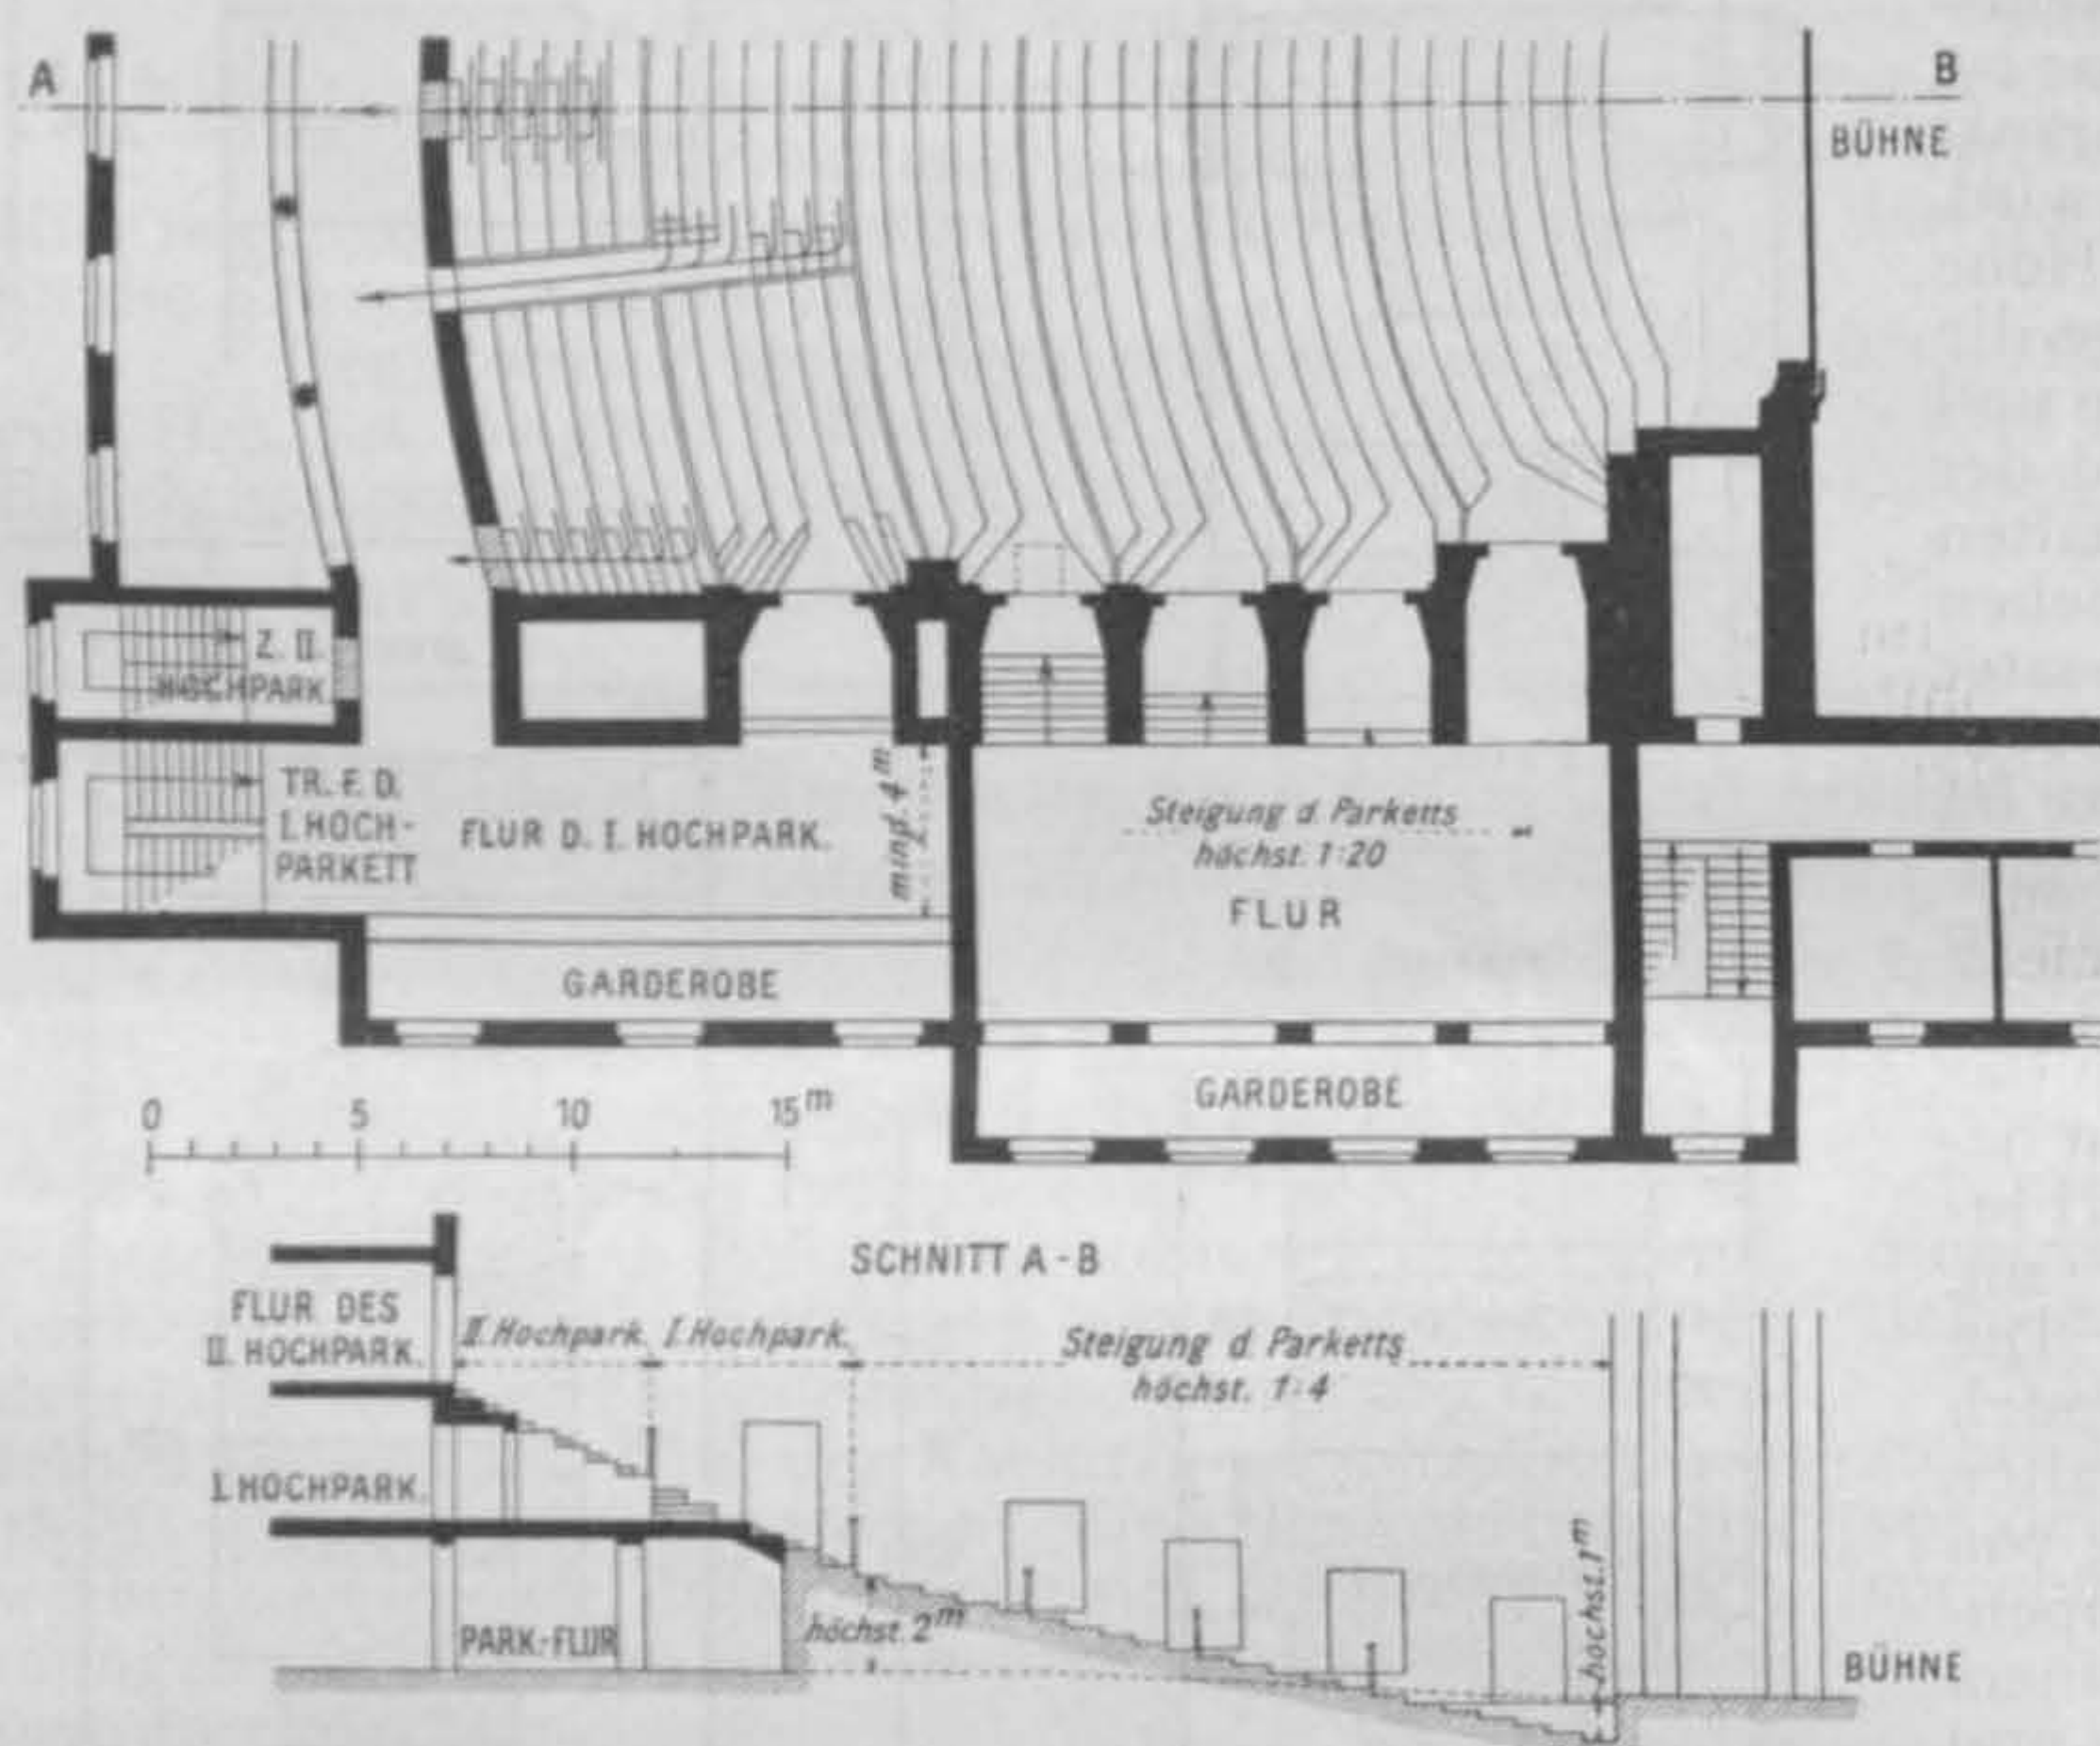 A
B
BÜHNE
Z. II.
HOCHPARK
TR. F. D.
I. HOCH-
PARKETT
FLUR D. I. HOCHPARK.
mind. 4m
Steigung d. Parketts
höchst. 1:20
FLUR
GARDEROBE
GARDEROBE
0 5 10 15 m
SCHNITT A - B
FLUR DES
II. HOCHPARK.
II. Hochpark. I. Hochpark.
Steigung d. Parketts
höchst. 1:4
I. HOCHPARK.
PARK.-FLUR
höchst. 2m
höchst. 1m
BÜHNE